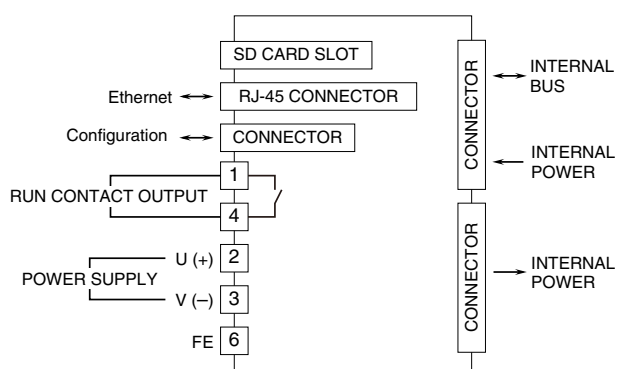 SD CARD SLOT
Ethernet
RJ-45 CONNECTOR
Configuration
CONNECTOR
RUN CONTACT OUTPUT
1
4
POWER SUPPLY
U (+)
2
V (–)
3
FE
6
CONNECTOR
INTERNAL
BUS
INTERNAL
POWER
CONNECTOR
INTERNAL
POWER